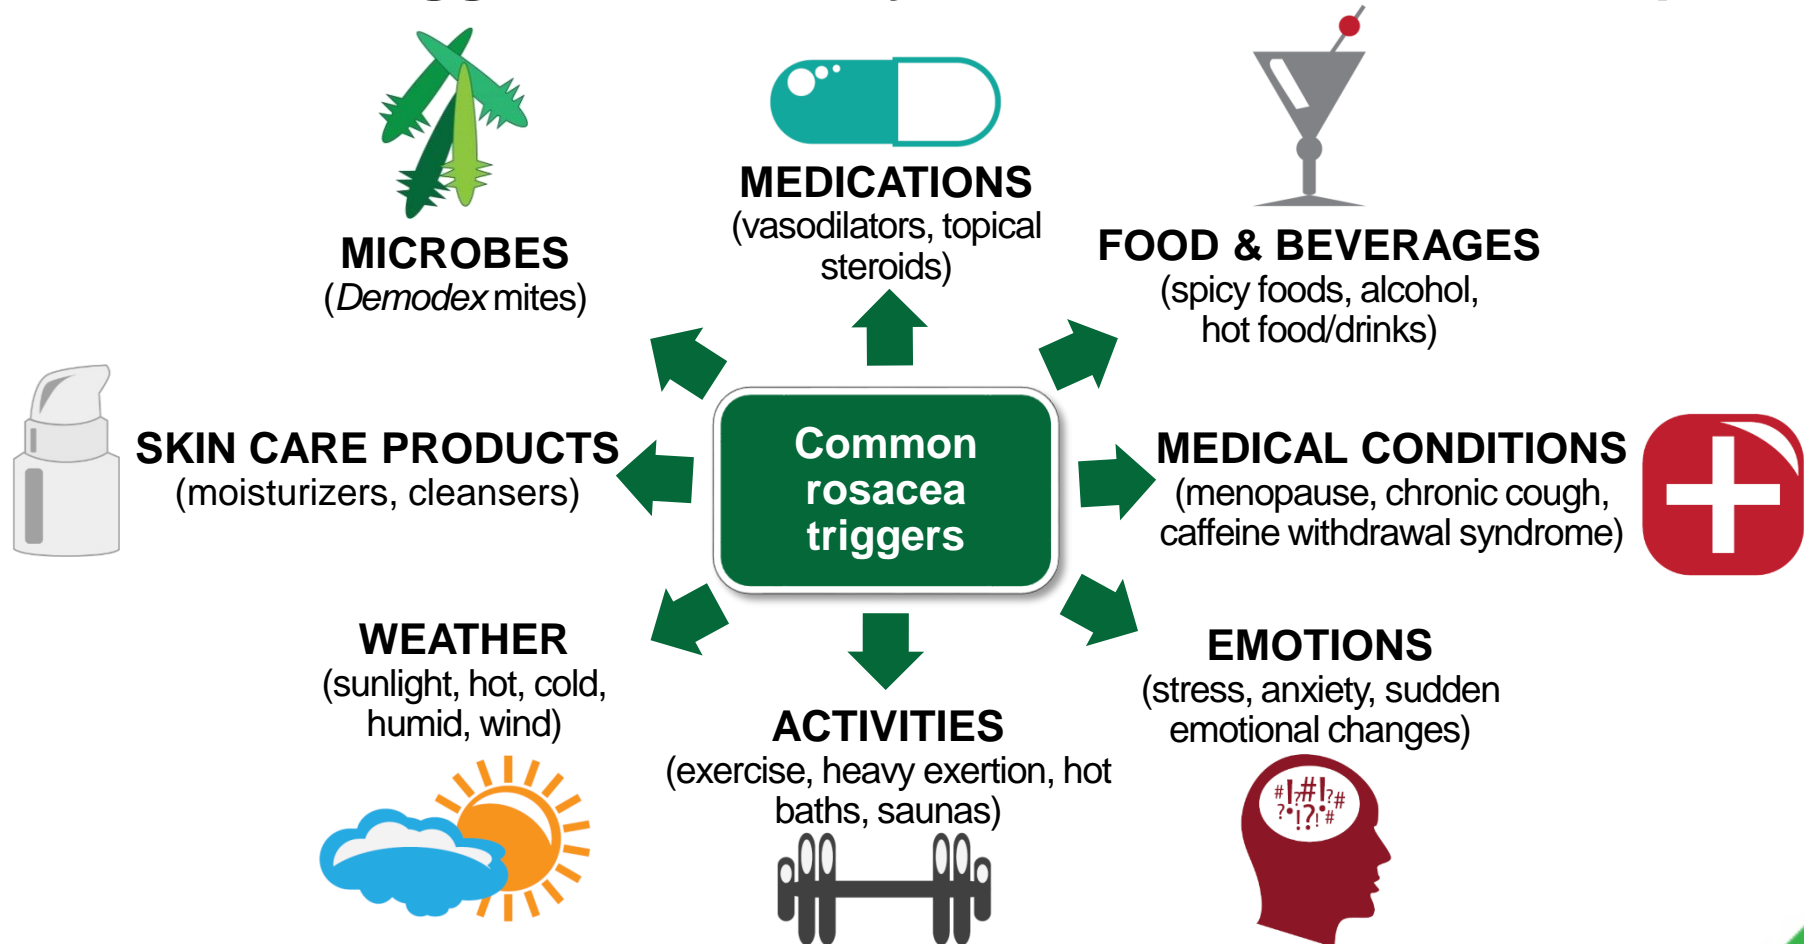 MEDICATIONS
(vasodilators, topical
steroids)
FOOD & BEVERAGES
(spicy foods, alcohol,
hot food/drinks)
MICROBES
(Demodex mites)
SKIN CARE PRODUCTS
(moisturizers, cleansers)
Common
rosacea
triggers
MEDICAL CONDITIONS
(menopause, chronic cough,
caffeine withdrawal syndrome)
WEATHER
(sunlight, hot, cold,
humid, wind)
ACTIVITIES
(exercise, heavy exertion, hot
baths, saunas)
EMOTIONS
(stress, anxiety, sudden
emotional changes)